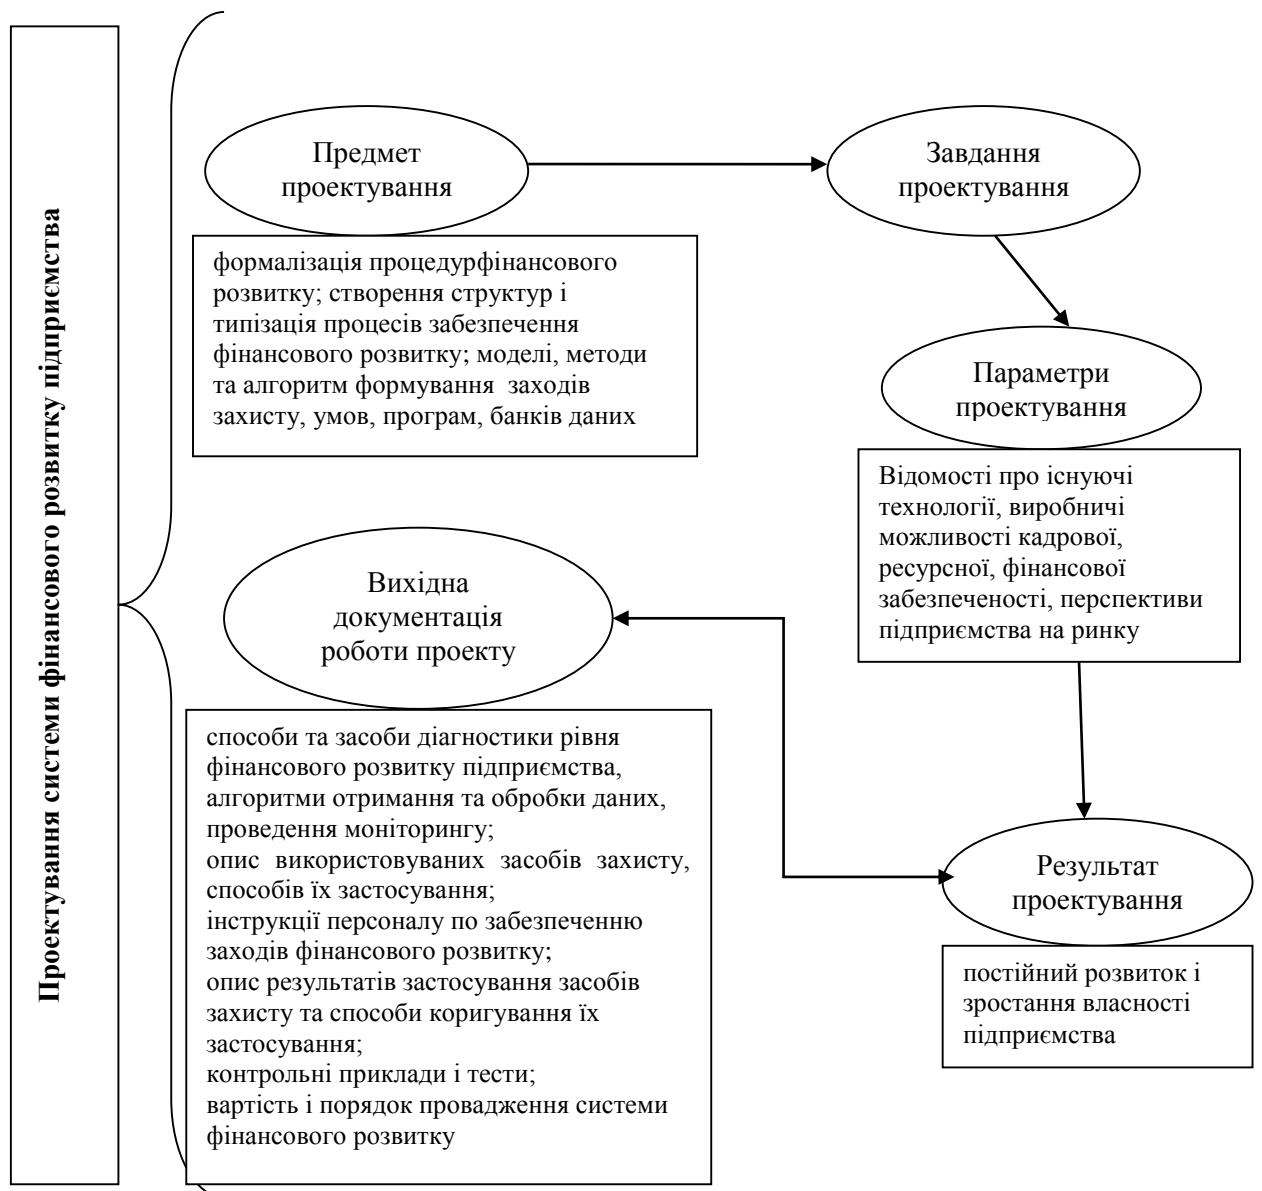 Проектування системи фінансового розвитку підприємства
Предмет
проектування
Завдання
проектування
формалізація процедурфінансового
розвитку; створення структур і
типізація процесів забезпечення
фінансового розвитку; моделі, методи
та алгоритм формування заходів
захисту, умов, програм, банків даних
Параметри
проектування
Відомості про існуючі
технології, виробничі
можливості кадрової,
ресурсної, фінансової
забезпеченості, перспективи
підприємства на ринку
Вихідна
документація
роботи проекту
способи та засоби діагностики рівня
фінансового розвитку підприємства,
алгоритми отримання та обробки даних,
проведення моніторингу;
опис використовуваних засобів захисту,
способів їх застосування;
інструкції персоналу по забезпеченню
заходів фінансового розвитку;
опис результатів застосування засобів
захисту та способи коригування їх
застосування;
контрольні приклади і тести;
вартість і порядок провадження системи
фінансового розвитку
Результат
проектування
постійний розвиток і
зростання власності
підприємства